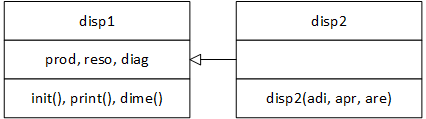 disp1
prod, reso, diag
init(), print(), dime()
disp2
disp2(adi, apr, are)